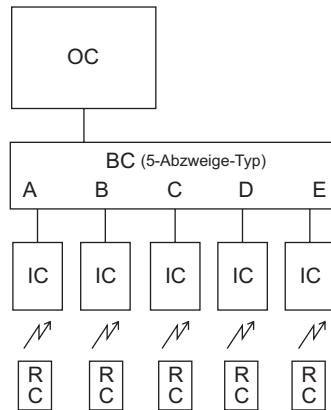 OC
BC (5-Abzweige-Typ)
A B C D E
IC IC IC IC IC
R R R R R
C C C C C